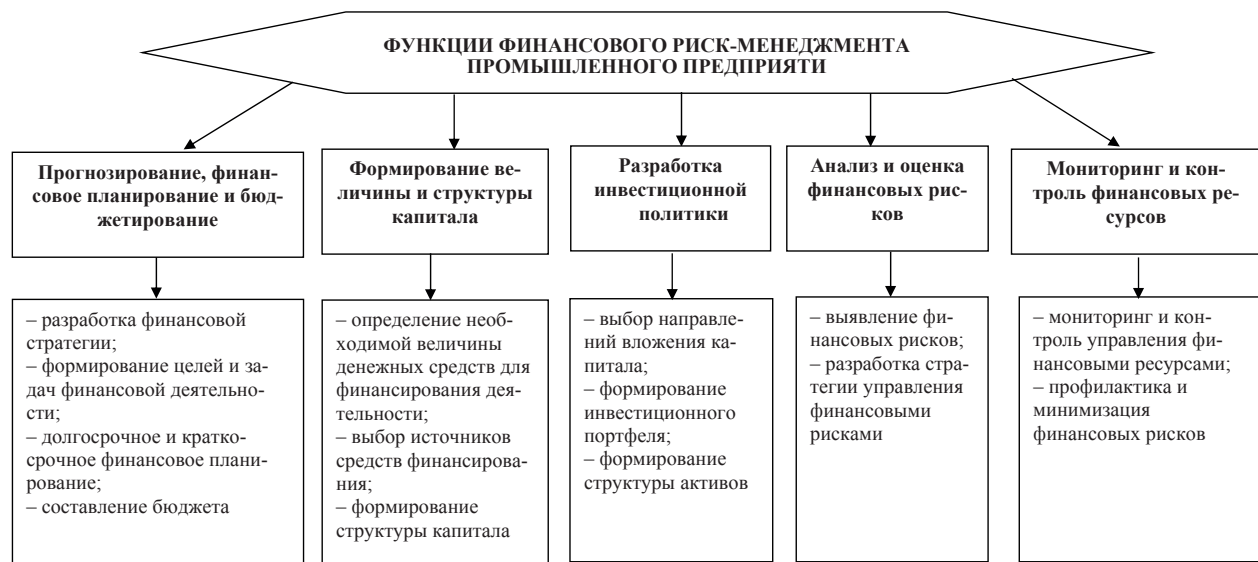 ФУНКЦИИ ФИНАНСОВОГО РИСК-МЕНЕДЖМЕНТА
ПРОМЫШЛЕННОГО ПРЕДПРИЯТИ
Прогнозирование, финан-
совое планирование и бюд-
жетирование
Формирование ве-
личины и структуры
капитала
Разработка
инвестиционной
политики
Анализ и оценка
финансовых рис-
ков
Мониторинг и кон-
троль финансовых ре-
сурсов
– разработка финансовой
стратегии;
– формирование целей и за-
дач финансовой деятельно-
сти;
– долгосрочное и кратко-
срочное финансовое плани-
рование;
– составление бюджета
– определение необ-
ходимой величины
денежных средств для
финансирования дея-
тельности;
– выбор источников
средств финансирова-
ния;
– формирование
структуры капитала
– выбор направле-
ний вложения ка-
питала;
– формирование
инвестиционного
портфеля;
– формирование
структуры активов
– выявление фи-
нансовых рисков;
– разработка стра-
тегии управления
финансовыми
рисками
– мониторинг и кон-
троль управления фи-
нансовыми ресурсами;
– профилактика и
минимизация
финансовых рисков